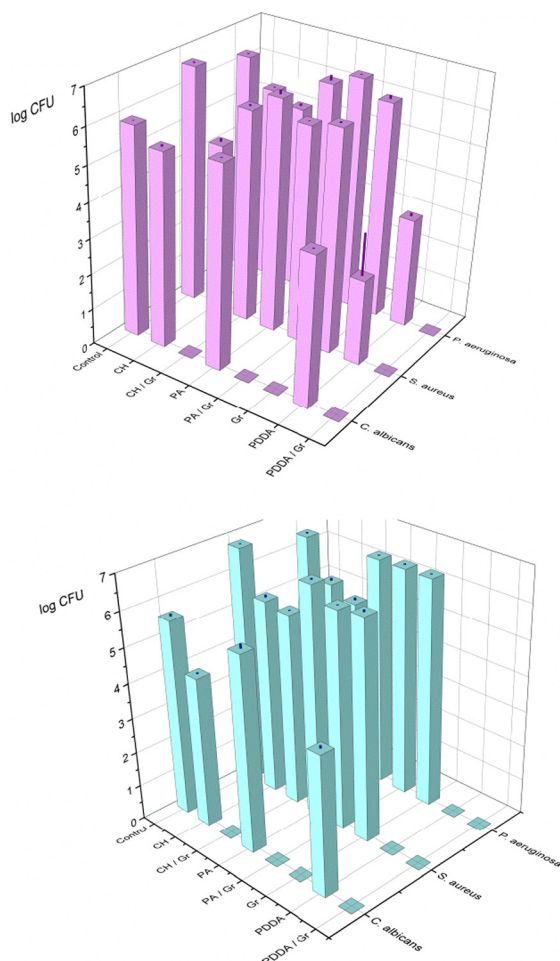 log CFU
7
6
5
4
3
2
1
0
Control
CH
CH / Gr
PA
PA / Gr
Gr
PDDA
PDDA / Gr
C. albicans
S. aureus
P. aeruginosa
log CFU
7
6
5
4
3
2
1
0
Contru
CH
CH / Gr
PA
PA / Gr
Gr
PDDA
PDDA / Gr
C. albicans
S. aureus
P. aeruginosa